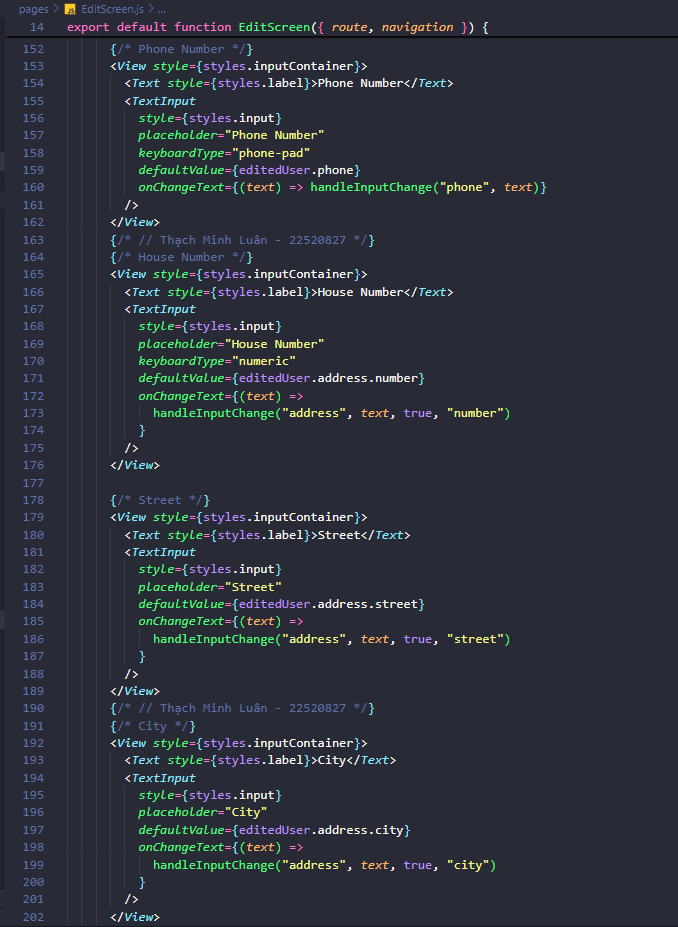 pages > JS EditScreen.js > ...
14 export default function EditScreen({ route, navigation }) {
152 {/* Phone Number */}
153 <View style={styles.inputContainer}>
154 <Text style={styles.label}>Phone Number</Text>
155 <TextInput
156 style={styles.input}
157 placeholder="Phone Number"
158 keyboardType="phone-pad"
159 defaultValue={editedUser.phone}
160 onChangeText={(text) => handleInputChange("phone", text)}
161 />
162 </View>
163 {/* // Thạch Minh Luân - 22520827 */}
164 {/* House Number */}
165 <View style={styles.inputContainer}>
166 <Text style={styles.label}>House Number</Text>
167 <TextInput
168 style={styles.input}
169 placeholder="House Number"
170 keyboardType="numeric"
171 defaultValue={editedUser.address.number}
172 onChangeText={(text) =>
173 handleInputChange("address", text, true, "number")
174 }
175 />
176 </View>
177
178 {/* Street */}
179 <View style={styles.inputContainer}>
180 <Text style={styles.label}>Street</Text>
181 <TextInput
182 style={styles.input}
183 placeholder="Street"
184 defaultValue={editedUser.address.street}
185 onChangeText={(text) =>
186 handleInputChange("address", text, true, "street")
187 }
188 />
189 </View>
190 {/* // Thạch Minh Luân - 22520827 */}
191 {/* City */}
192 <View style={styles.inputContainer}>
193 <Text style={styles.label}>City</Text>
194 <TextInput
195 style={styles.input}
196 placeholder="City"
197 defaultValue={editedUser.address.city}
198 onChangeText={(text) =>
199 handleInputChange("address", text, true, "city")
200 }
201 />
202 </View>